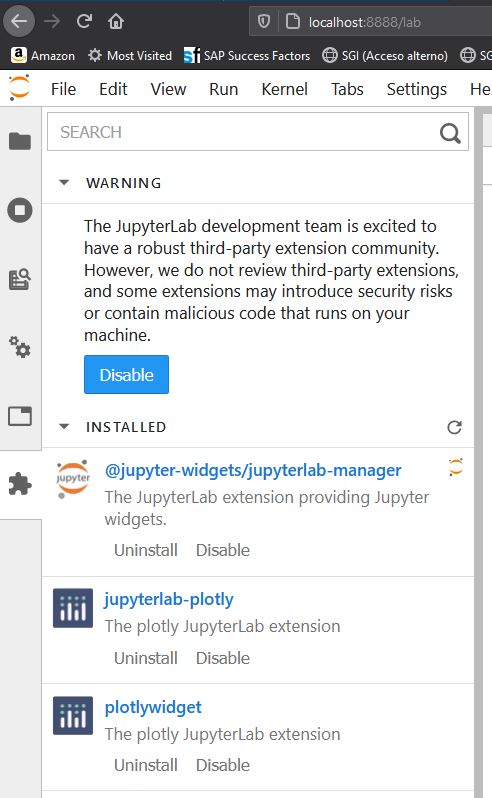 localhost:8888/lab
Amazon Most Visited SAP Success Factors SGI (Acceso alterno) SG
File Edit View Run Kernel Tabs Settings He
SEARCH
WARNING
The JupyterLab development team is excited to
have a robust third-party extension community.
However, we do not review third-party extensions,
and some extensions may introduce security risks
or contain malicious code that runs on your
machine.
Disable
INSTALLED
jupyter
@jupyter-widgets/jupyterlab-manager
The JupyterLab extension providing Jupyter
widgets.
Uninstall Disable
jupyterlab-plotly
The plotly JupyterLab extension
Uninstall Disable
plotlywidget
The plotly JupyterLab extension
Uninstall Disable